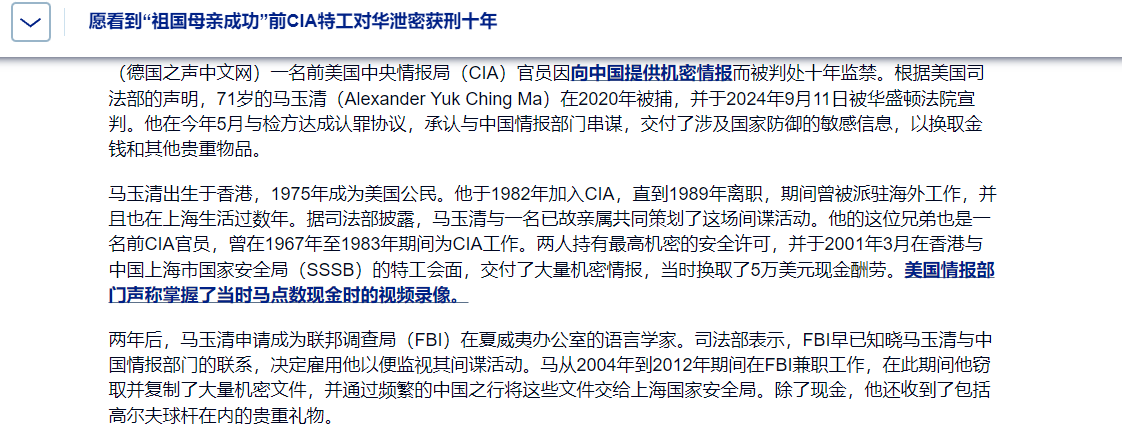 愿看到“祖国母亲成功”前CIA特工对华泄密获刑十年
（德国之声中文网）一名前美国中央情报局（CIA）官员因向中国提供机密情报而被判处十年监禁。根据美国司
法部的声明，71岁的马玉清（Alexander Yuk Ching Ma）在2020年被捕，并于2024年9月11日被华盛顿法院宣
判。他在今年5月与检方达成认罪协议，承认与中国情报部门串谋，交付了涉及国家防御的敏感信息，以换取金
钱和其他贵重物品。
马玉清出生于香港，1975年成为美国公民。他于1982年加入CIA，直到1989年离职，期间曾被派驻海外工作，并
且也在上海生活过数年。据司法部披露，马玉清与一名已故亲属共同策划了这场间谍活动。他的这位兄弟也是一
名前CIA官员，曾在1967年至1983年期间为CIA工作。两人持有最高机密的安全许可，并于2001年3月在香港与
中国上海市国家安全局（SSSB）的特工会面，交付了大量机密情报，当时换取了5万美元现金酬劳。美国情报部
门声称掌握了当时马点数现金时的视频录像。
两年后，马玉清申请成为联邦调查局（FBI）在夏威夷办公室的语言学家。司法部表示，FBI早已知晓马玉清与中
国情报部门的联系，决定雇用他以便监视其间谍活动。马从2004年到2012年期间在FBI兼职工作，在此期间他窃
取并复制了大量机密文件，并通过频繁的中国之行将这些文件交给上海国家安全局。除了现金，他还收到了包括
高尔夫球杆在内的贵重礼物。